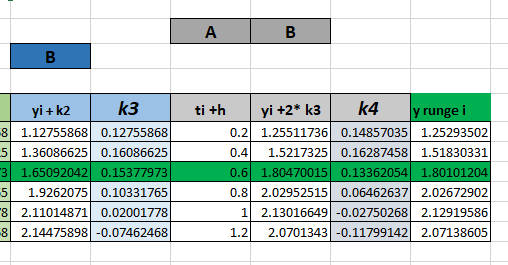 A B
B
yi + k2 k3 ti +h yi +2* k3 k4 y runge i
8 1.12755868 0.12755868 0.2 1.25511736 0.14857035 1.25293502
5 1.36086625 0.16086625 0.4 1.5217325 0.16287458 1.51830331
3 1.65092042 0.15377973 0.6 1.80470015 0.13362054 1.80101204
5 1.9262075 0.10331765 0.8 2.02952515 0.06462637 2.02672902
8 2.11014871 0.02001778 1 2.13016649 -0.02750268 2.12919586
8 2.14475898 -0.07462468 1.2 2.0701343 -0.11799142 2.07138605